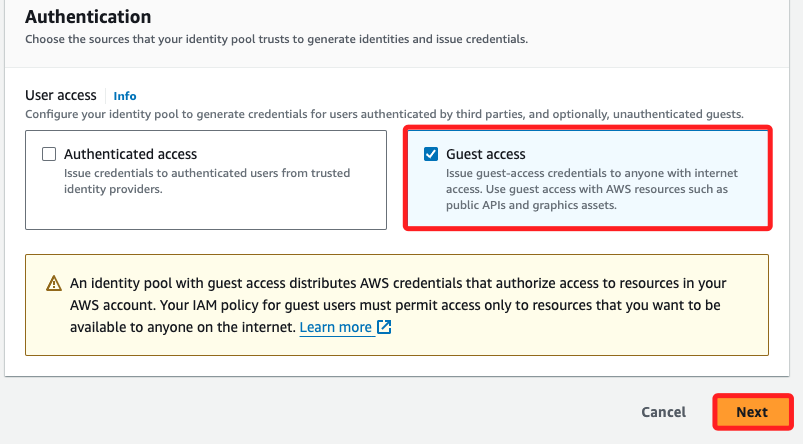 Authentication
Choose the sources that your identity pool trusts to generate identities and issue credentials.
User access Info
Configure your identity pool to generate credentials for users authenticated by third parties, and optionally, unauthenticated guests.
Authenticated access
Issue credentials to authenticated users from trusted
identity providers.
Guest access
Issue guest-access credentials to anyone with internet
access. Use guest access with AWS resources such as
public APIs and graphics assets.
An identity pool with guest access distributes AWS credentials that authorize access to resources in your
AWS account. Your IAM policy for guest users must permit access only to resources that you want to be
available to anyone on the internet. Learn more
Cancel Next